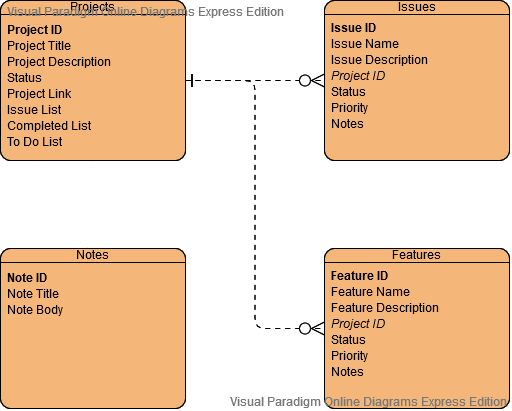 Projects
Visual Paradigm Online Diagrams Express Edition
Project ID
Project Title
Project Description
Status
Project Link
Issue List
Completed List
To Do List
Issues
Issue ID
Issue Name
Issue Description
Project ID
Status
Priority
Notes
Notes
Note ID
Note Title
Note Body
Features
Feature ID
Feature Name
Feature Description
Project ID
Status
Priority
Notes
Visual Paradigm Online Diagrams Express Edition